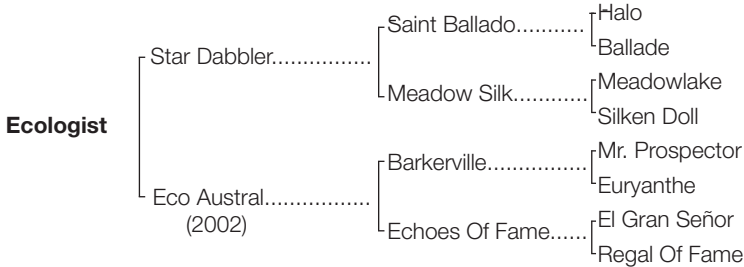 Halo
Saint Ballado...........
Ballade
Star Dabbler................
Meadowlake
Meadow Silk............
Silken Doll
Ecologist
Mr. Prospector
Barkerville................
Euryanthe
Eco Austral.................
(2002)
El Gran Señor
Echoes Of Fame......
Regal Of Fame